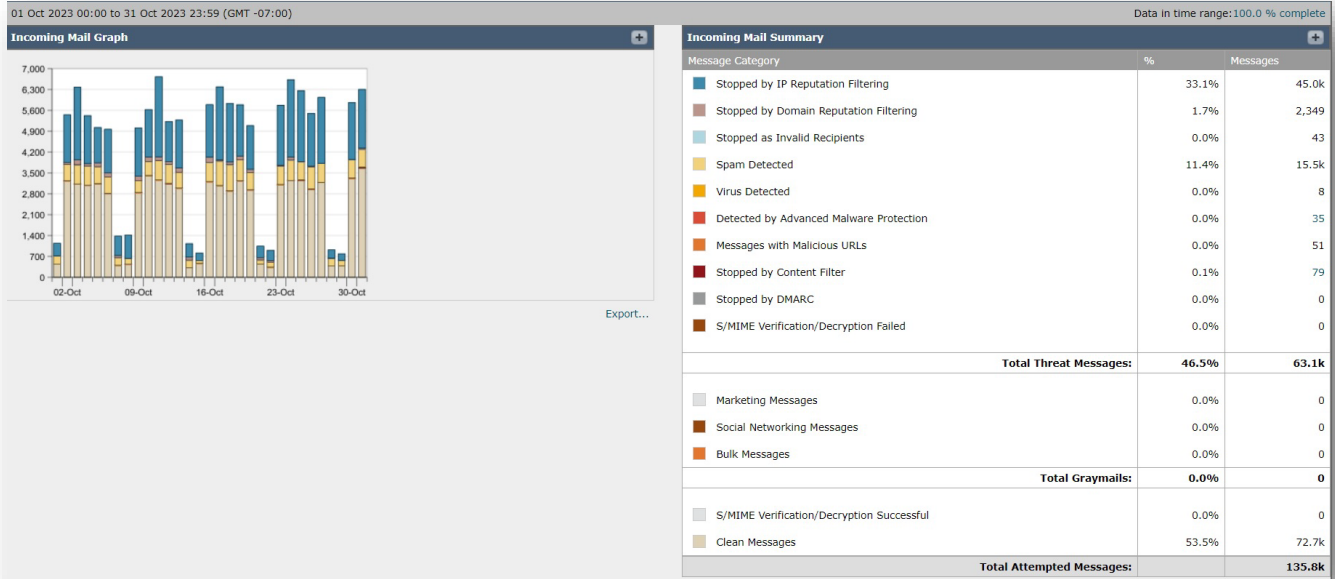 01 Oct 2023 00:00 to 31 Oct 2023 23:59 (GMT -07:00)
Data in time range:100.0 % complete
Incoming Mail Graph
7,000
6,300
5,600
4,900
4,200
3,500
2,800
2,100
1,400
700
0
02-Oct 09-Oct 16-Oct 23-Oct 30-Oct
Export...
Incoming Mail Summary
Message Category % Messages
Stopped by IP Reputation Filtering 33.1% 45.0k
Stopped by Domain Reputation Filtering 1.7% 2,349
Stopped as Invalid Recipients 0.0% 43
Spam Detected 11.4% 15.5k
Virus Detected 0.0% 8
Detected by Advanced Malware Protection 0.0% 35
Messages with Malicious URLs 0.0% 51
Stopped by Content Filter 0.1% 79
Stopped by DMARC 0.0% 0
S/MIME Verification/Decryption Failed 0.0% 0
Total Threat Messages: 46.5% 63.1k
Marketing Messages 0.0% 0
Social Networking Messages 0.0% 0
Bulk Messages 0.0% 0
Total Graymails: 0.0% 0
S/MIME Verification/Decryption Successful 0.0% 0
Clean Messages 53.5% 72.7k
Total Attempted Messages: 135.8k